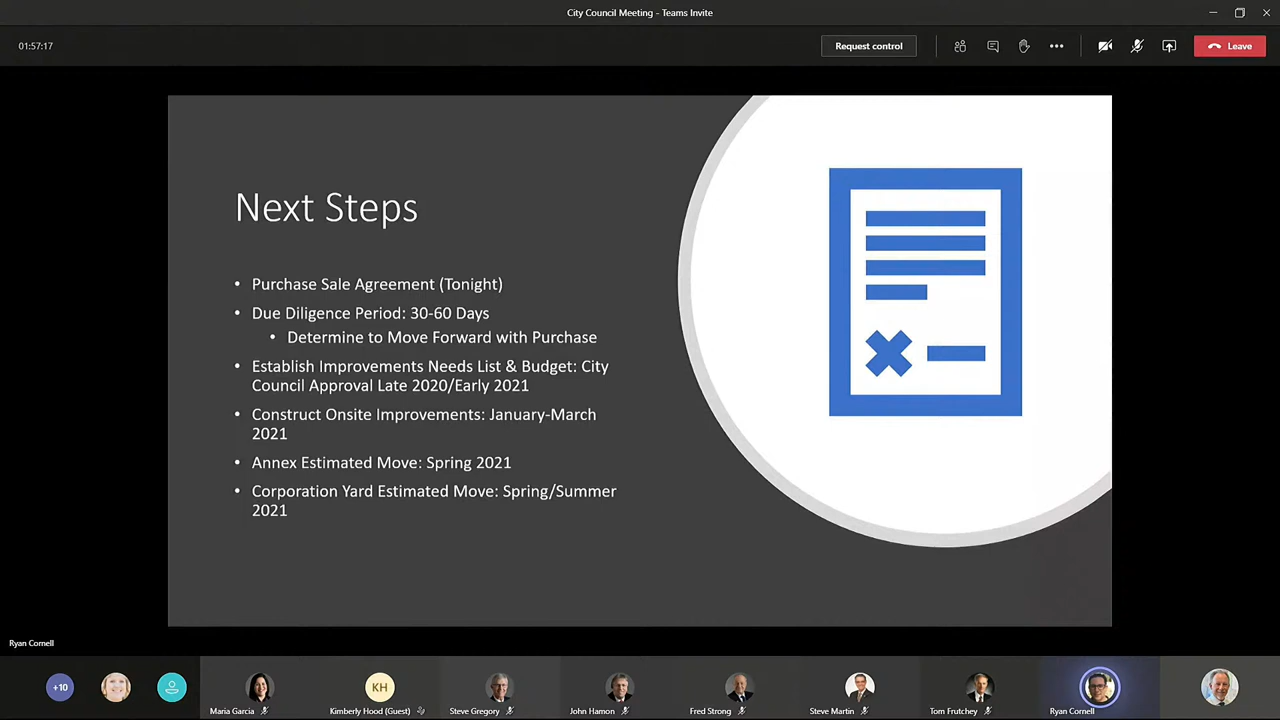 City Council Meeting - Teams Invite
01:57:17
Request control
Leave
Next Steps
• Purchase Sale Agreement (Tonight)
• Due Diligence Period: 30-60 Days
• Determine to Move Forward with Purchase
• Establish Improvements Needs List & Budget: City
Council Approval Late 2020/Early 2021
• Construct Onsite Improvements: January-March
2021
• Annex Estimated Move: Spring 2021
• Corporation Yard Estimated Move: Spring/Summer
2021
Ryan Cornell
+10
KH
Maria Garcia
Kimberly Hood (Guest)
Steve Gregory
John Hamon
Fred Strong
Steve Martin
Tom Frutchey
Ryan Cornell